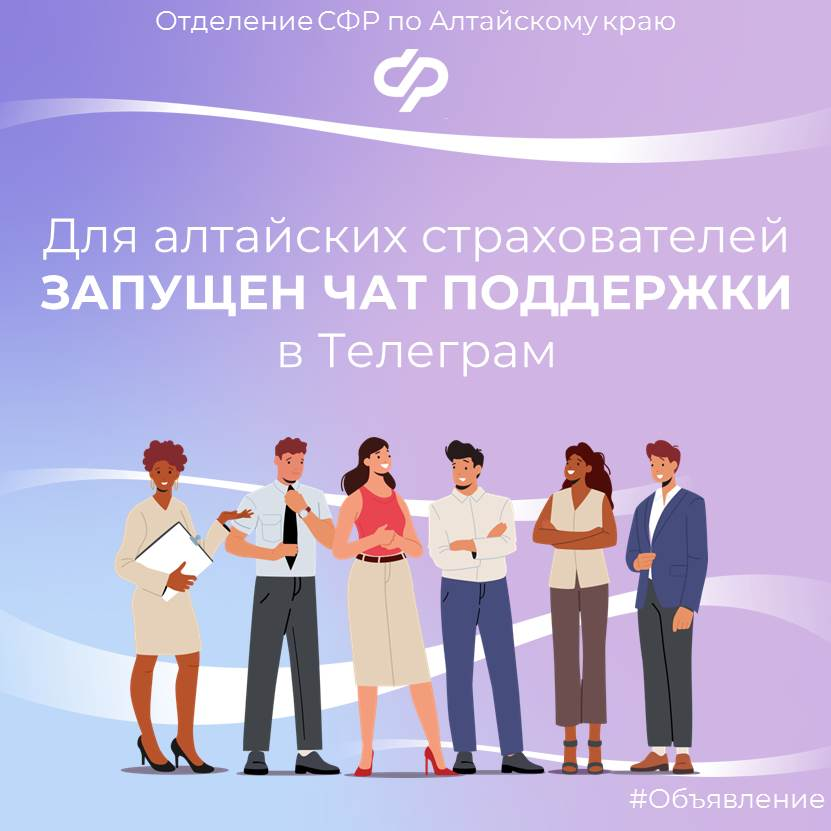 Отделение СФР по Алтайскому краю
Для алтайских страхователей
ЗАПУЩЕН ЧАТ ПОДДЕРЖКИ
в Телеграм
#Объявление